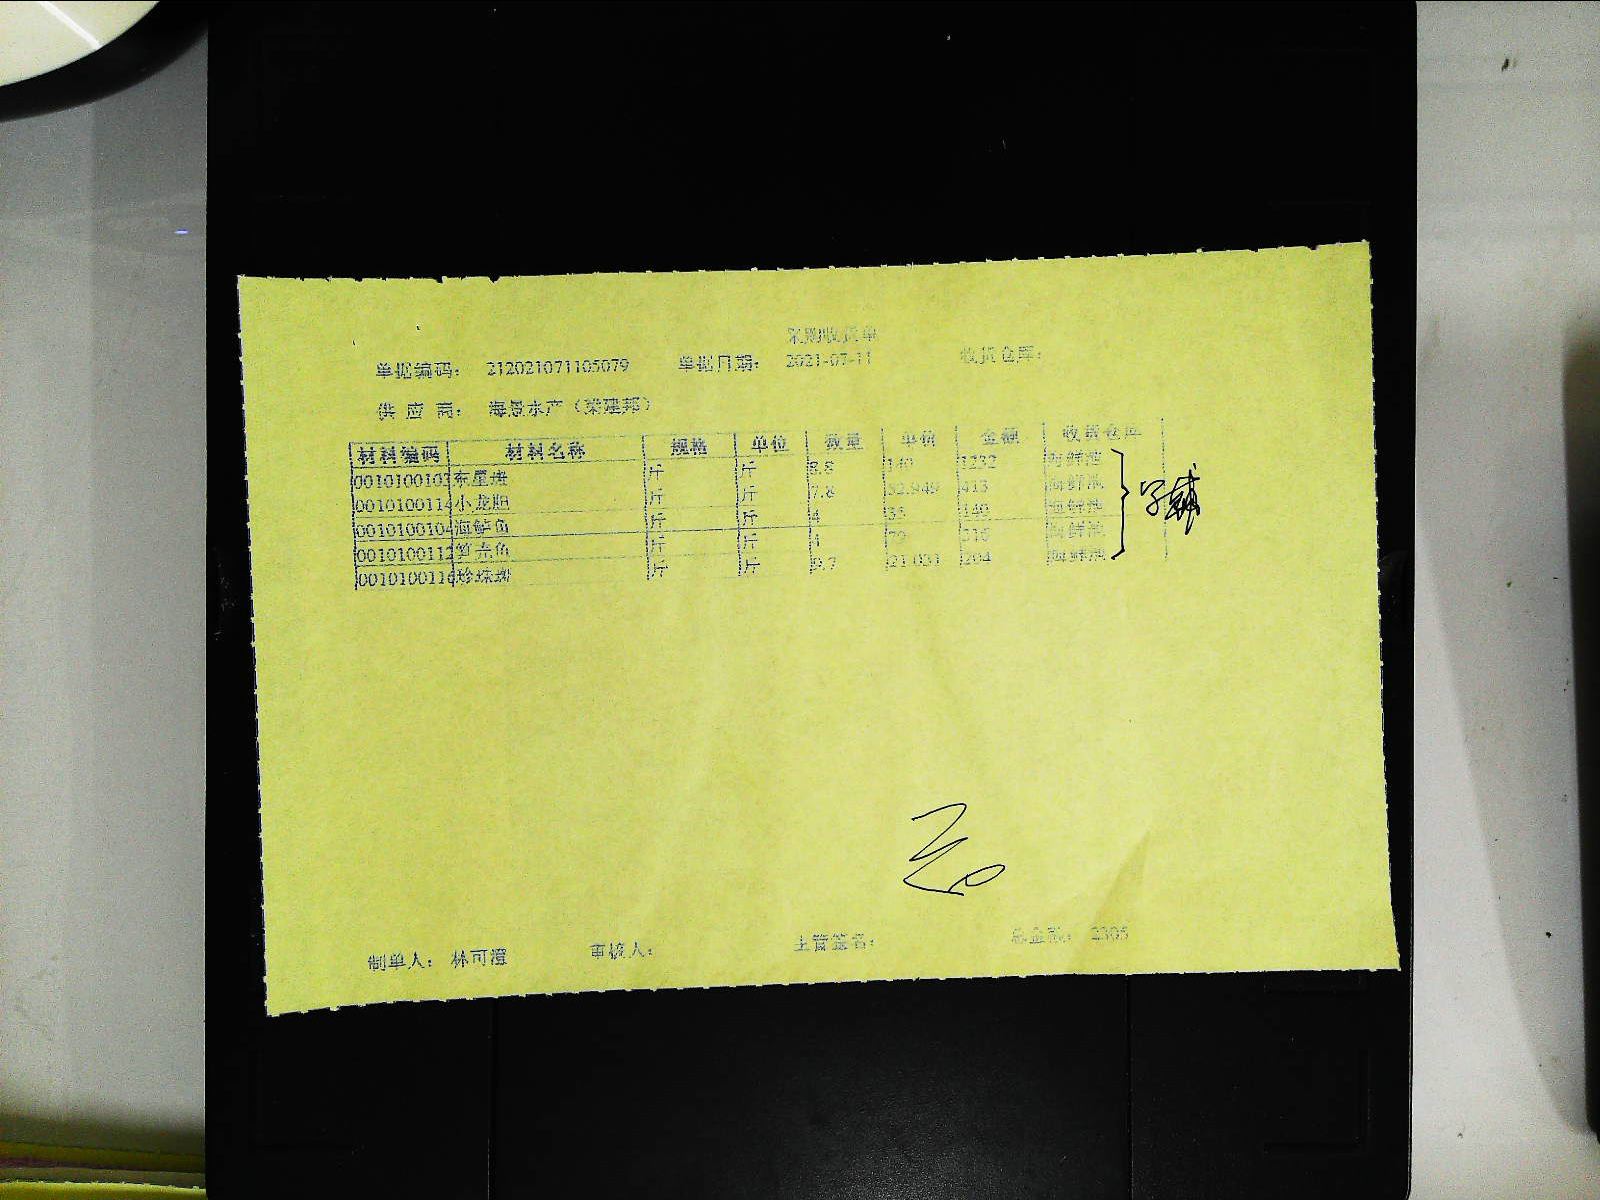 采购收货单
单据编码： 212021071105079 单据日期： 2021-07-11 收货仓库：
供 应 商： 海景水产（梁建邦）
材料编码 材料名称 规格 单位 数量 单价 金额 收货仓库
0010100103 东星斑 斤 斤 8.8 140 1232 海鲜池
0010100114 小龙胆 斤 斤 7.8 52.949 413 海鲜池
0010100104 海鲈鱼 斤 斤 4 35 140 海鲜池
0010100112 笋壳鱼 斤 斤 4 79 316 海鲜池
0010100116 珍珠斑 斤 斤 9.7 21.031 204 海鲜池
制单人： 林可滢 审核人： 主管签名： 总金额： 2305